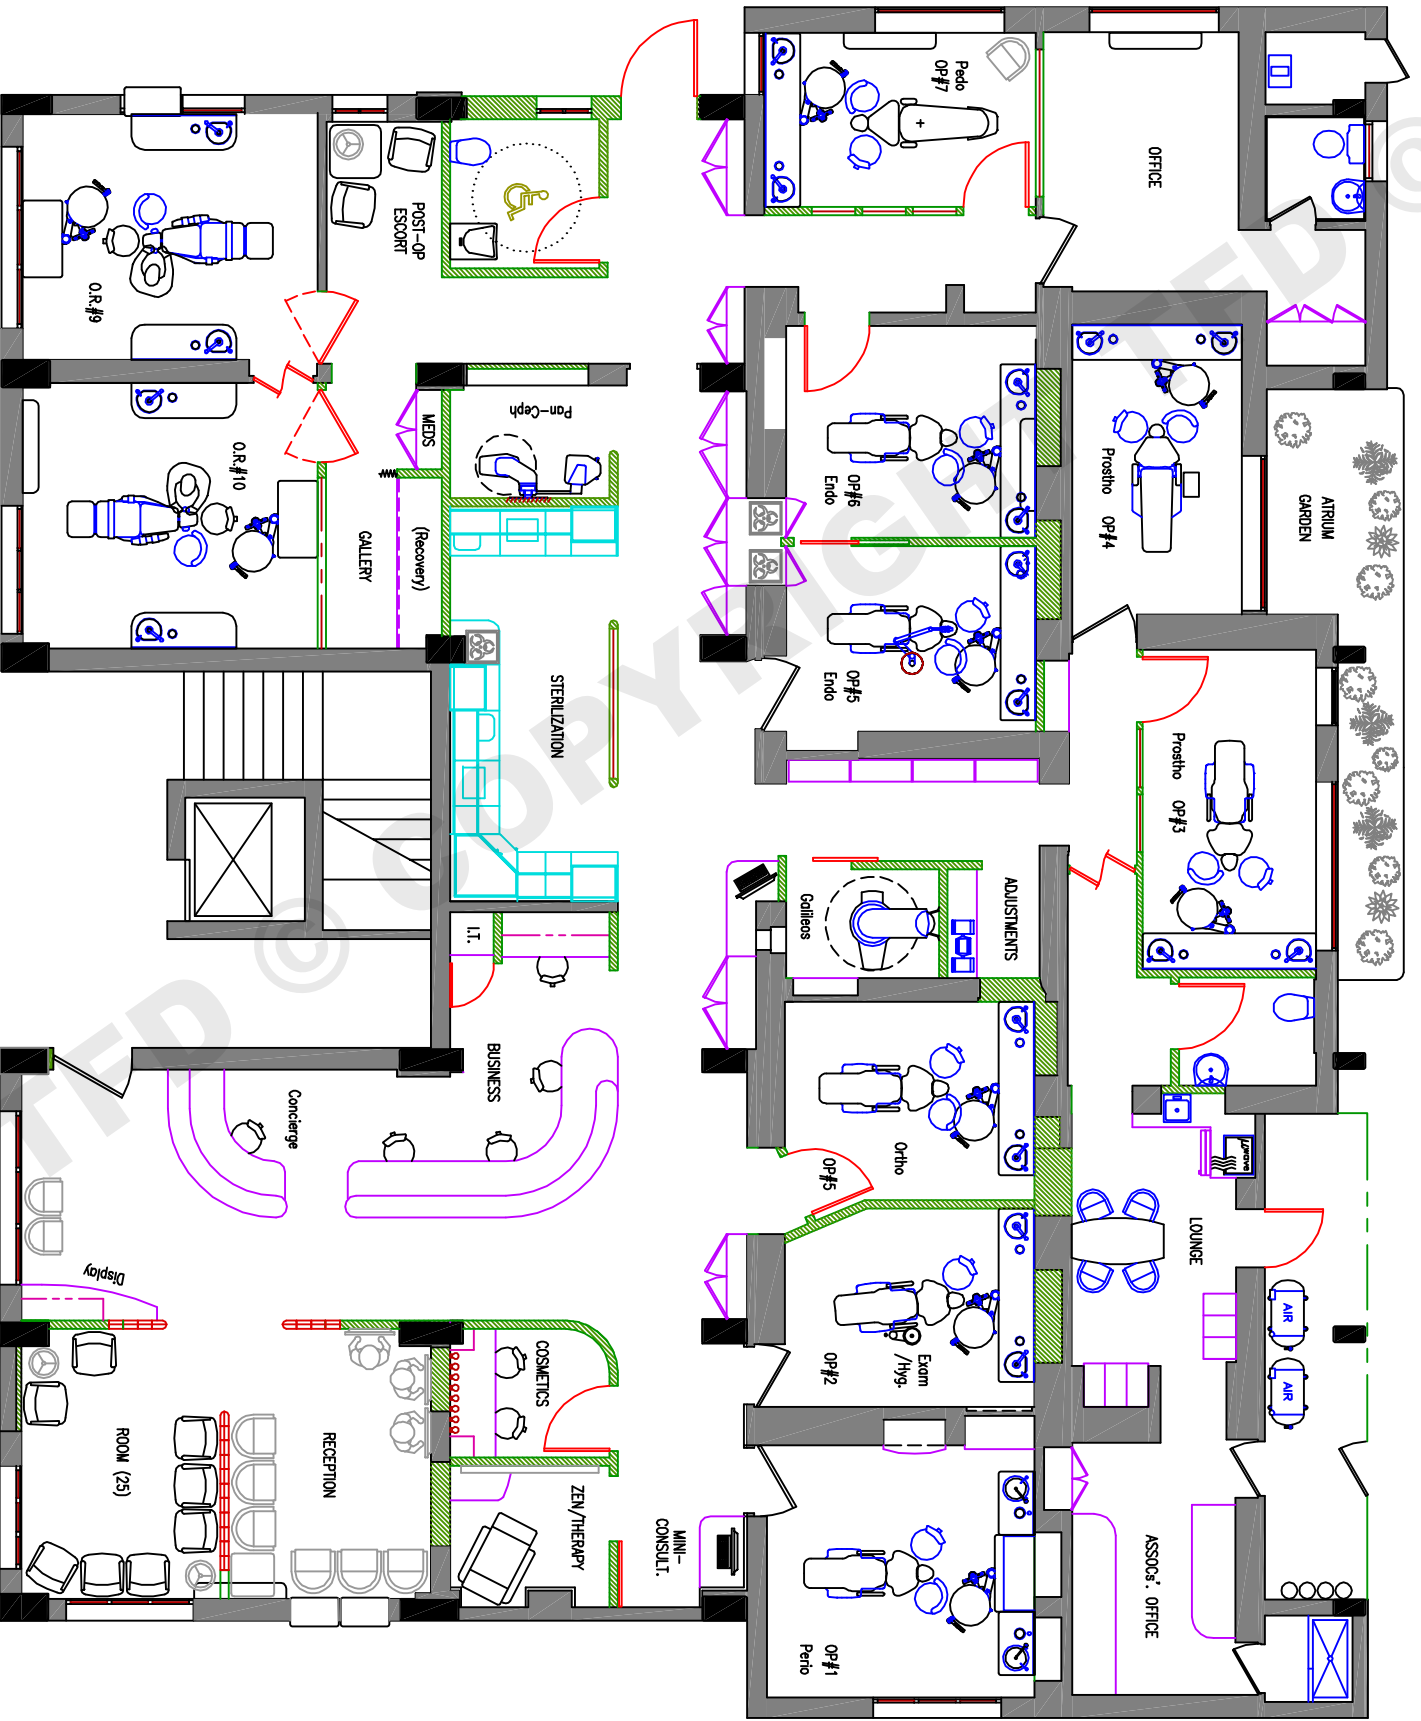 Pedo
OP#7
OFFICE
POST-OP
ESCORT
O.R.#9
MEDS
Pan-Ceph
O.R.#10
GALLERY
(Recovery)
OP#6
Endo
Prostho OP#4
ATRIUM
GARDEN
OP#5
Endo
STERILIZATION
Prostho OP#3
I.T.
Galileos
ADJUSTMENTS
BUSINESS
Concierge
Ortho
OP#5
LOUNGE
μwave
Display
AIR
AIR
COSMETICS
Exam
/Hyg.
OP#2
ROOM (25)
RECEPTION
ZEN/THERAPY
MINI-
CONSULT.
OP#1
Perio
ASSOCs'. OFFICE
TFD © COPYRIGHT TFD ©